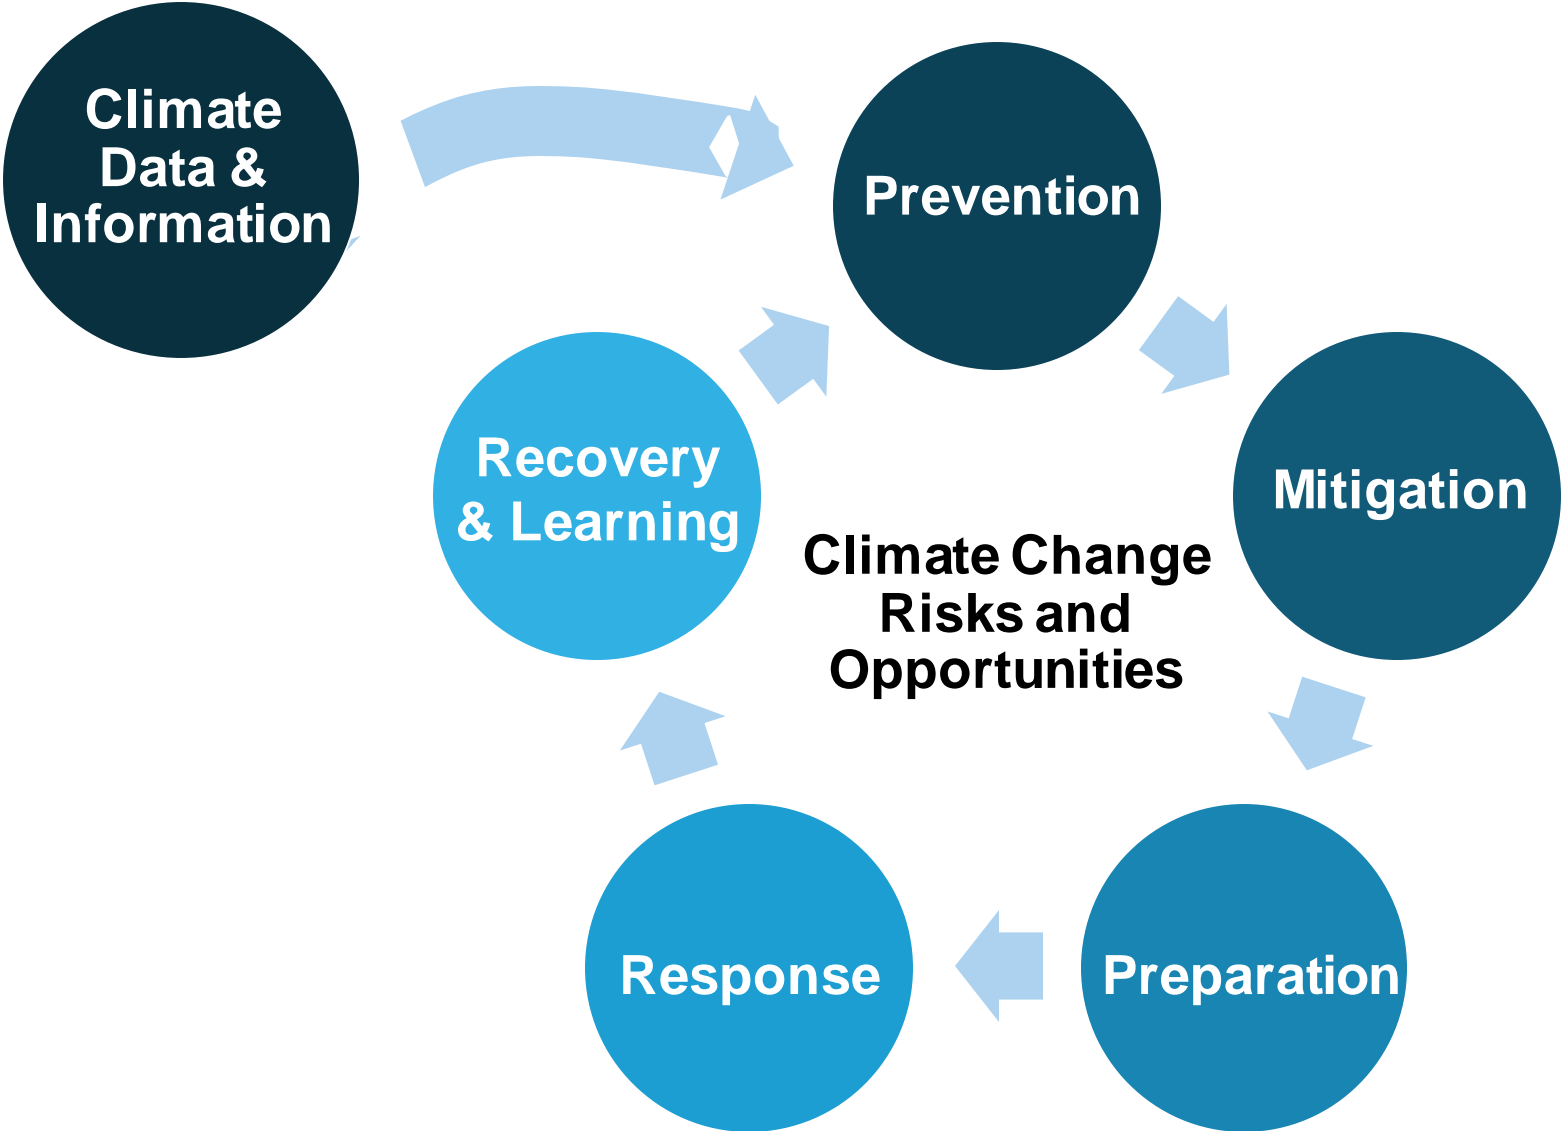 Climate
Data &
Information
Prevention
Mitigation
Recovery
& Learning
Climate Change
Risks and
Opportunities
Response
Preparation